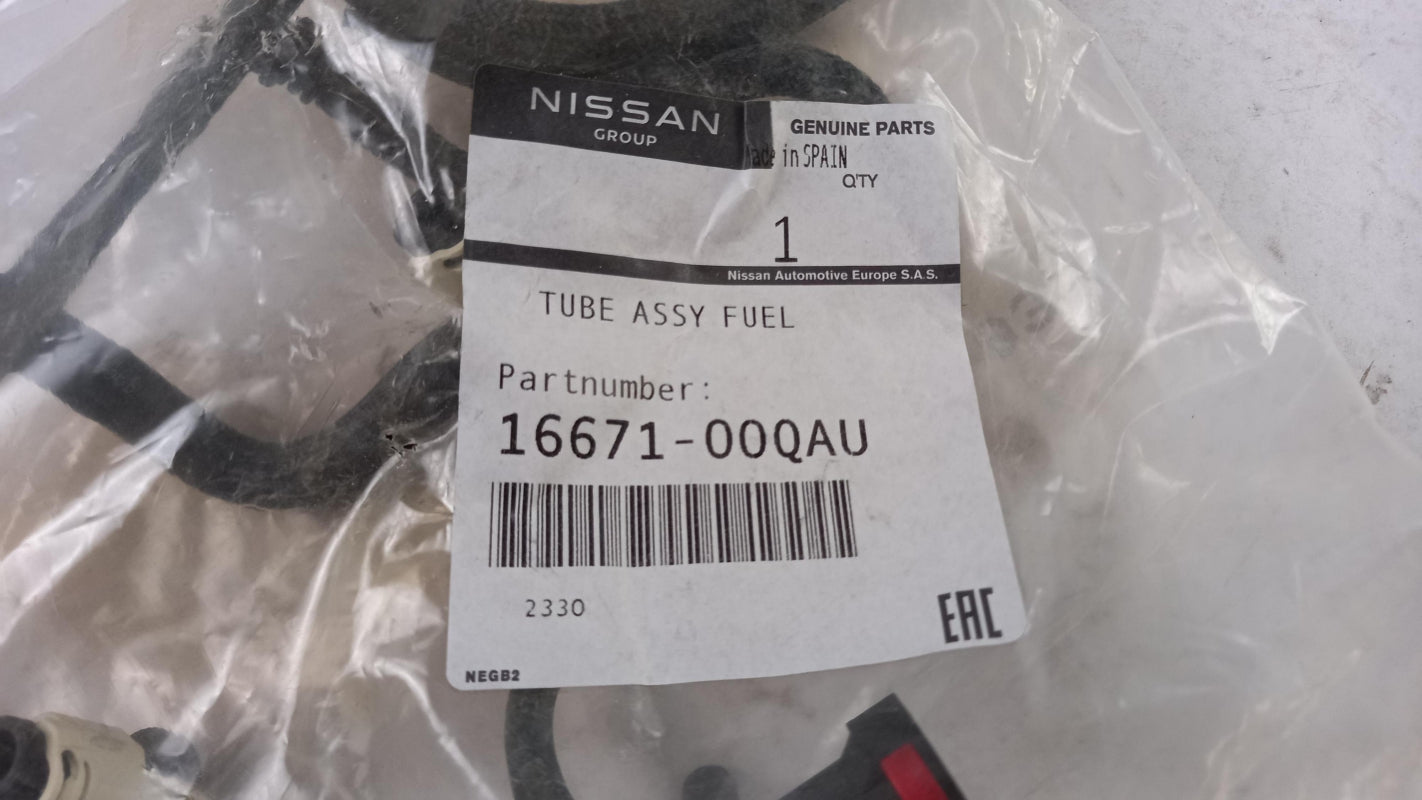 NISSAN
GROUP
GENUINE PARTS
Made in SPAIN
Q'TY
1
Nissan Automotive Europe S.A.S.
TUBE ASSY FUEL
Partnumber:
16671-00QAU
2330
EAC
NEGB2